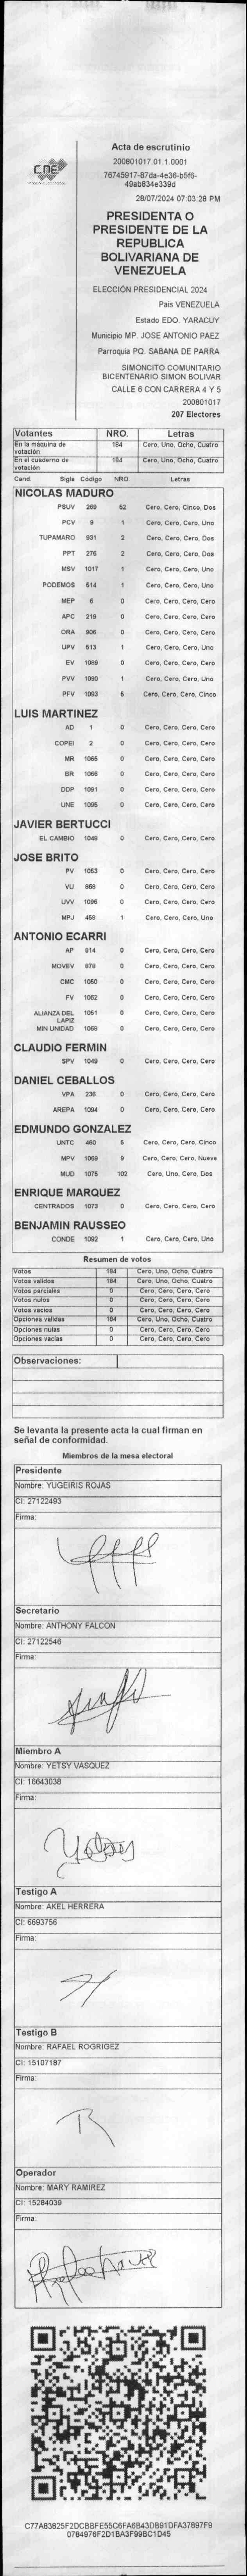 CNE
Acta de escrutinio
200801017.01.1.0001
76745917-87da-4e36-b5f6-
49ab834e339d
28/07/2024 07:03:28 PM
PRESIDENTA O
PRESIDENTE DE LA
REPUBLICA
BOLIVARIANA DE
VENEZUELA
ELECCIÓN PRESIDENCIAL 2024
Pais VENEZUELA
Estado EDO. YARACUY
Municipio MP. JOSE ANTONIO PAEZ
Parroquia PQ. SABANA DE PARRA
SIMONCITO COMUNITARIO
BICENTENARIO SIMON BOLIVAR
CALLE 6 CON CARRERA 4 Y 5
200801017
207 Electores
Votantes NRO. Letras
En la máquina de votación 184 Cero, Uno, Ocho, Cuatro
En el cuaderno de votación 184 Cero, Uno, Ocho, Cuatro
Cand. Sigla Código NRO. Letras
NICOLAS MADURO
PSUV 269 52 Cero, Cero, Cinco, Dos
PCV 9 1 Cero, Cero, Cero, Uno
TUPAMARO 931 2 Cero, Cero, Cero, Dos
PPT 276 2 Cero, Cero, Cero, Dos
MSV 1017 1 Cero, Cero, Cero, Uno
PODEMOS 514 1 Cero, Cero, Cero, Uno
MEP 6 0 Cero, Cero, Cero, Cero
APC 219 0 Cero, Cero, Cero, Cero
ORA 906 0 Cero, Cero, Cero, Cero
UPV 513 1 Cero, Cero, Cero, Uno
EV 1089 0 Cero, Cero, Cero, Cero
PVV 1090 1 Cero, Cero, Cero, Uno
PFV 1093 5 Cero, Cero, Cero, Cinco
LUIS MARTINEZ
AD 1 0 Cero, Cero, Cero, Cero
COPEI 2 0 Cero, Cero, Cero, Cero
MR 1065 0 Cero, Cero, Cero, Cero
BR 1066 0 Cero, Cero, Cero, Cero
DDP 1091 0 Cero, Cero, Cero, Cero
UNE 1095 0 Cero, Cero, Cero, Cero
JAVIER BERTUCCI
EL CAMBIO 1048 0 Cero, Cero, Cero, Cero
JOSE BRITO
PV 1053 0 Cero, Cero, Cero, Cero
VU 868 0 Cero, Cero, Cero, Cero
UVV 1096 0 Cero, Cero, Cero, Cero
MPJ 458 1 Cero, Cero, Cero, Uno
ANTONIO ECARRI
AP 914 0 Cero, Cero, Cero, Cero
MOVEV 978 0 Cero, Cero, Cero, Cero
CMC 1050 0 Cero, Cero, Cero, Cero
FV 1052 0 Cero, Cero, Cero, Cero
ALIANZA DEL LAPIZ 1051 0 Cero, Cero, Cero, Cero
MIN UNIDAD 1068 0 Cero, Cero, Cero, Cero
CLAUDIO FERMIN
SPV 1049 0 Cero, Cero, Cero, Cero
DANIEL CEBALLOS
VPA 236 0 Cero, Cero, Cero, Cero
AREPA 1094 0 Cero, Cero, Cero, Cero
EDMUNDO GONZALEZ
UNTC 460 5 Cero, Cero, Cero, Cinco
MPV 1069 9 Cero, Cero, Cero, Nueve
MUD 1075 102 Cero, Uno, Cero, Dos
ENRIQUE MARQUEZ
CENTRADOS 1073 0 Cero, Cero, Cero, Cero
BENJAMIN RAUSSEO
CONDE 1092 1 Cero, Cero, Cero, Uno
Resumen de votos
Votos 184 Cero, Uno, Ocho, Cuatro
Votos validos 184 Cero, Uno, Ocho, Cuatro
Votos parciales 0 Cero, Cero, Cero, Cero
Votos nulos 0 Cero, Cero, Cero, Cero
Votos vacios 0 Cero, Cero, Cero, Cero
Opciones validas 184 Cero, Uno, Ocho, Cuatro
Opciones nulas 0 Cero, Cero, Cero, Cero
Opciones vacias 0 Cero, Cero, Cero, Cero
Observaciones:
Se levanta la presente acta la cual firman en
señal de conformidad.
Miembros de la mesa electoral
Presidente
Nombre: YUGEIRIS ROJAS
CI: 27122493
Firma:
Secretario
Nombre: ANTHONY FALCON
CI: 27122546
Firma:
Miembro A
Nombre: YETSY VASQUEZ
CI: 16643038
Firma:
Testigo A
Nombre: AKEL HERRERA
CI: 6693756
Firma:
Testigo B
Nombre: RAFAEL ROGRIGEZ
CI: 15107187
Firma:
Operador
Nombre: MARY RAMIREZ
CI: 15284039
Firma:
C77A83825F2DCBBFE55C6FA6B43DB91DFA37897F9
0784976F2D1BA3F99BC1D45